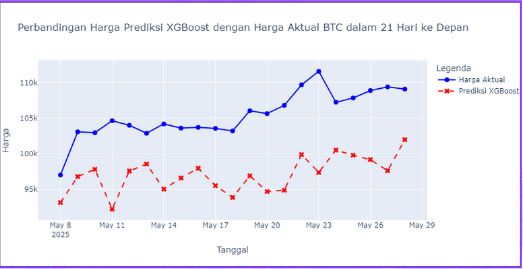 Perbandingan Harga Prediksi XGBoost dengan Harga Aktual BTC dalam 21 Hari ke Depan
Legenda
Harga Aktual
Prediksi XGBoost
Harga
110k
105k
100k
95k
May 8
2025
May 11
May 14
May 17
May 20
May 23
May 26
May 29
Tanggal